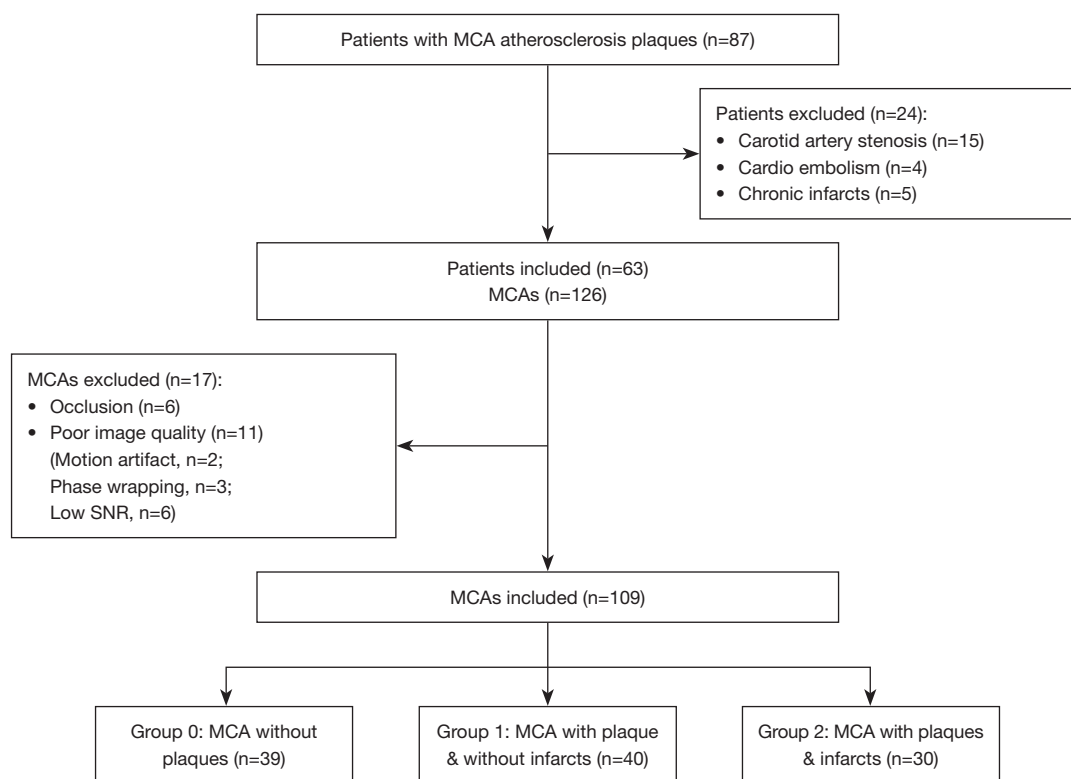 Patients with MCA atherosclerosis plaques (n=87)
Patients excluded (n=24):
• Carotid artery stenosis (n=15)
• Cardio embolism (n=4)
• Chronic infarcts (n=5)
Patients included (n=63)
MCAs (n=126)
MCAs excluded (n=17):
• Occlusion (n=6)
• Poor image quality (n=11)
(Motion artifact, n=2;
Phase wrapping, n=3;
Low SNR, n=6)
MCAs included (n=109)
Group 0: MCA without
plaques (n=39)
Group 1: MCA with plaque
& without infarcts (n=40)
Group 2: MCA with plaques
& infarcts (n=30)